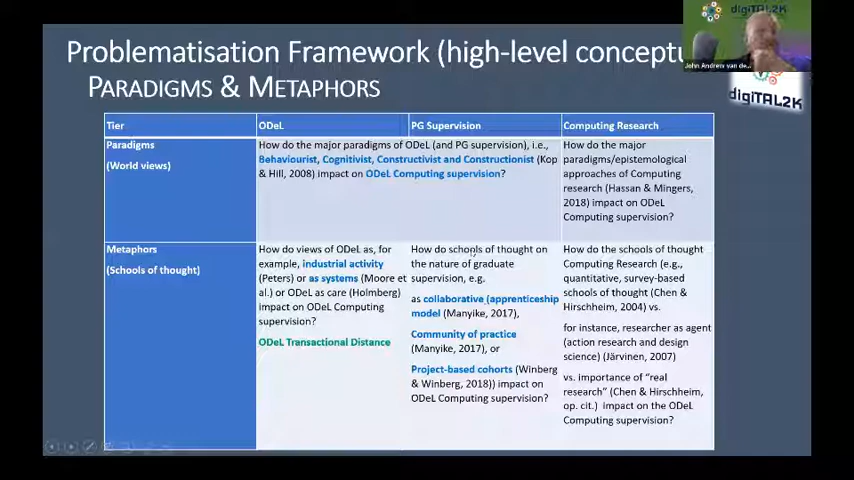 digiTAL2K
Problematisation Framework (high-level conceptu
John Andrew van de...
PARADIGMS & METAPHORS
digiTAL2K
Tier
ODeL
PG Supervision
Computing Research
Paradigms
(World views)
How do the major paradigms of ODeL (and PG supervision), i.e.,
Behaviourist, Cognitivist, Constructivist and Constructionist (Kop
& Hill, 2008) impact on ODeL Computing supervision?
How do the major
paradigms/epistemological
approaches of Computing
research (Hassan & Mingers,
2018) impact on ODeL
Computing supervision?
Metaphors
(Schools of thought)
How do views of ODeL as, for
example, industrial activity
(Peters) or as systems (Moore et
al.) or ODeL as care (Holmberg)
impact on ODeL Computing
supervision?
ODeL Transactional Distance
How do schools of thought on
the nature of graduate
supervision, e.g.
as collaborative (apprenticeship
model (Manyike, 2017),
Community of practice
(Manyike, 2017), or
Project-based cohorts (Winberg
& Winberg, 2018)) impact on
ODeL Computing supervision?
How do the schools of thought
Computing Research (e.g.,
quantitative, survey-based
schools of thought (Chen &
Hirschheim, 2004) vs.
for instance, researcher as agent
(action research and design
science) (Järvinen, 2007)
vs. importance of "real
research" (Chen & Hirschheim,
op. cit.) impact on the ODeL
Computing supervision?